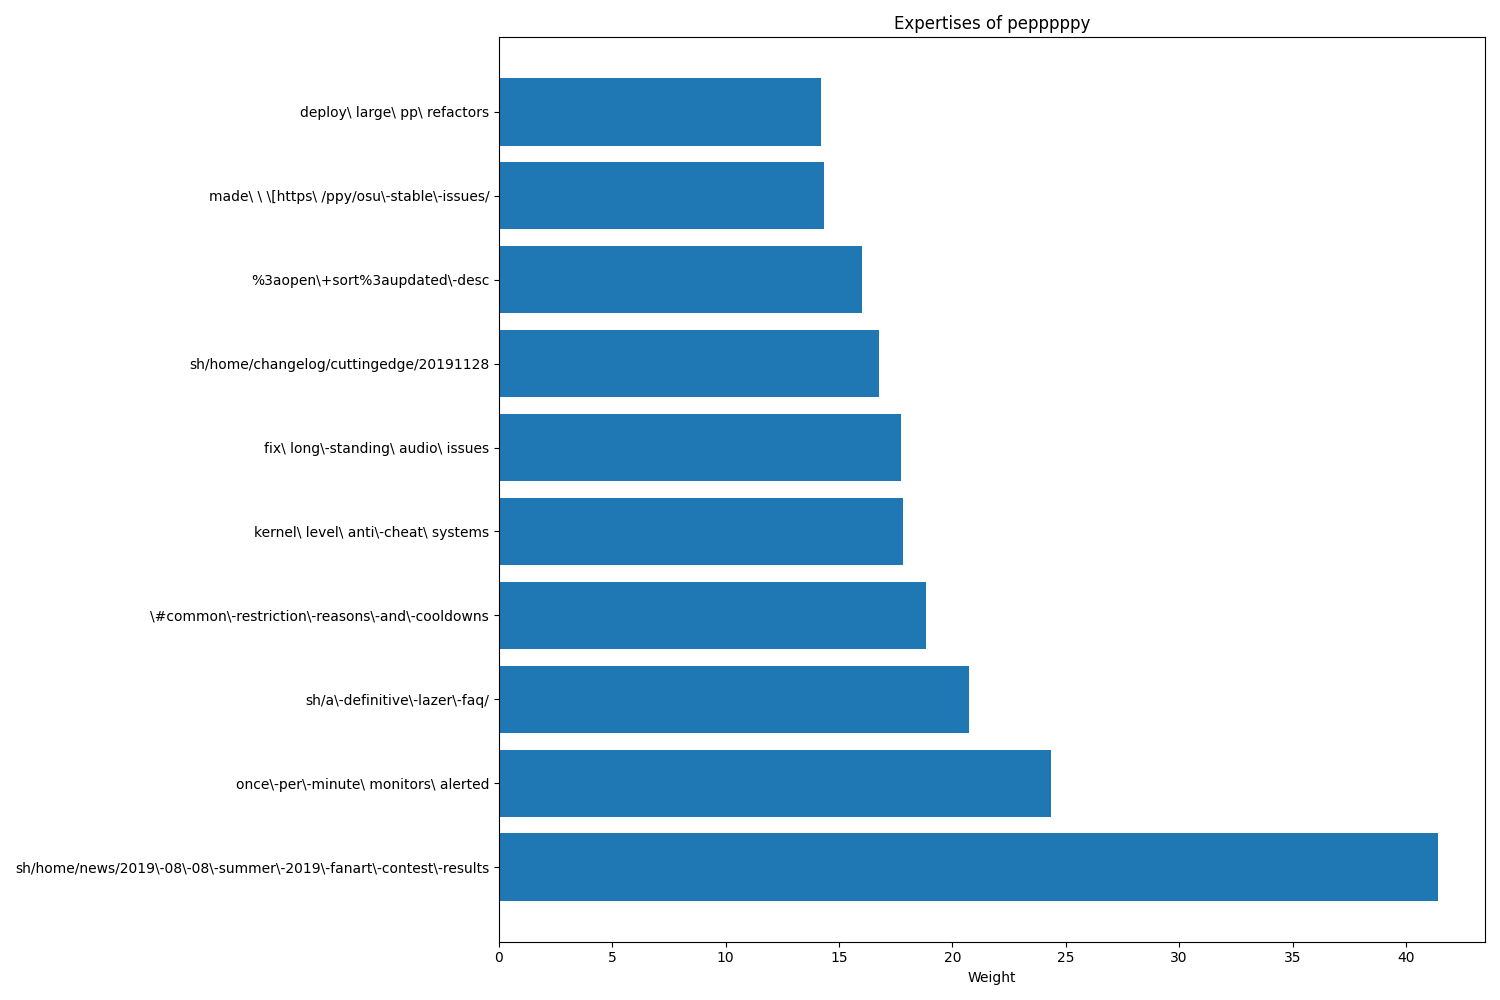 Expertises of peppppppy
deploy\ large\ pp\ refactors
made\ \ \[https\ /ppy/osu\-stable\-issues/
%3aopen\+sort%3aupdated\-desc
sh/home/changelog/cuttingedge/20191128
fix\ long\-standing\ audio\ issues
kernel\ level\ anti\-cheat\ systems
\#common\-restriction\-reasons\-and\-cooldowns
sh/a\-definitive\-lazer\-faq/
once\-per\-minute\ monitors\ alerted
sh/home/news/2019\-08\-08\-summer\-2019\-fanart\-contest\-results
0 5 10 15 20 25 30 35 40
Weight